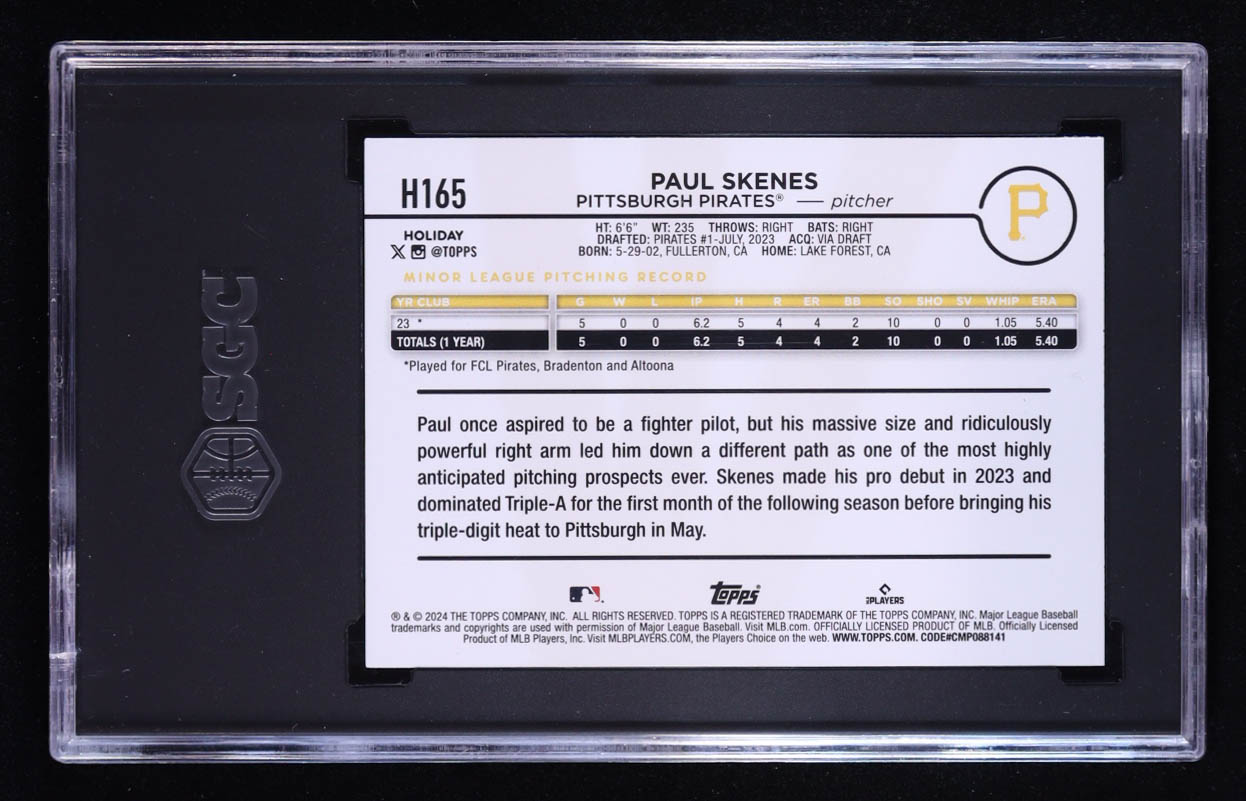 SGC
H165
PAUL SKENES
PITTSBURGH PIRATES® — pitcher
P
HOLIDAY
X @TOPPS
HT: 6'6" WT: 235 THROWS: RIGHT BATS: RIGHT
DRAFTED: PIRATES #1-JULY, 2023 ACQ: VIA DRAFT
BORN: 5-29-02, FULLERTON, CA HOME: LAKE FOREST, CA
MINOR LEAGUE PITCHING RECORD
YR CLUB G W L IP H R ER BB SO SHO SV WHIP ERA
23 * 5 0 0 6.2 5 4 4 2 10 0 0 1.05 5.40
TOTALS (1 YEAR) 5 0 0 6.2 5 4 4 2 10 0 0 1.05 5.40
*Played for FCL Pirates, Bradenton and Altoona
Paul once aspired to be a fighter pilot, but his massive size and ridiculously
powerful right arm led him down a different path as one of the most highly
anticipated pitching prospects ever. Skenes made his pro debut in 2023 and
dominated Triple-A for the first month of the following season before bringing his
triple-digit heat to Pittsburgh in May.
Topps®
PLAYERS
® & © 2024 THE TOPPS COMPANY, INC. ALL RIGHTS RESERVED. TOPPS IS A REGISTERED TRADEMARK OF THE TOPPS COMPANY, INC. Major League Baseball
trademarks and copyrights are used with permission of Major League Baseball. Visit MLB.com. OFFICIALLY LICENSED PRODUCT OF MLB. Officially Licensed
Product of MLB Players, Inc. Visit MLBPLAYERS.COM, the Players Choice on the web. WWW.TOPPS.COM. CODE#CMP088141